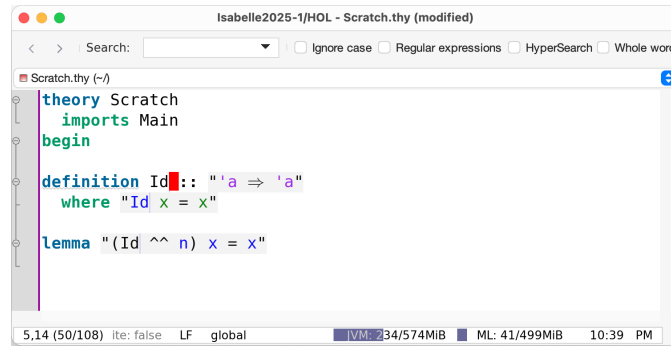 Isabelle2025-1/HOL - Scratch.thy (modified)
< > Search: Ignore case Regular expressions HyperSearch Whole word
Scratch.thy (~/)
theory Scratch
imports Main
begin
definition Id :: "'a ⇒ 'a"
where "Id x = x"
lemma "(Id ^^ n) x = x"
5,14 (50/108) ite: false LF global JVM: 234/574MiB ML: 41/499MiB 10:39 PM